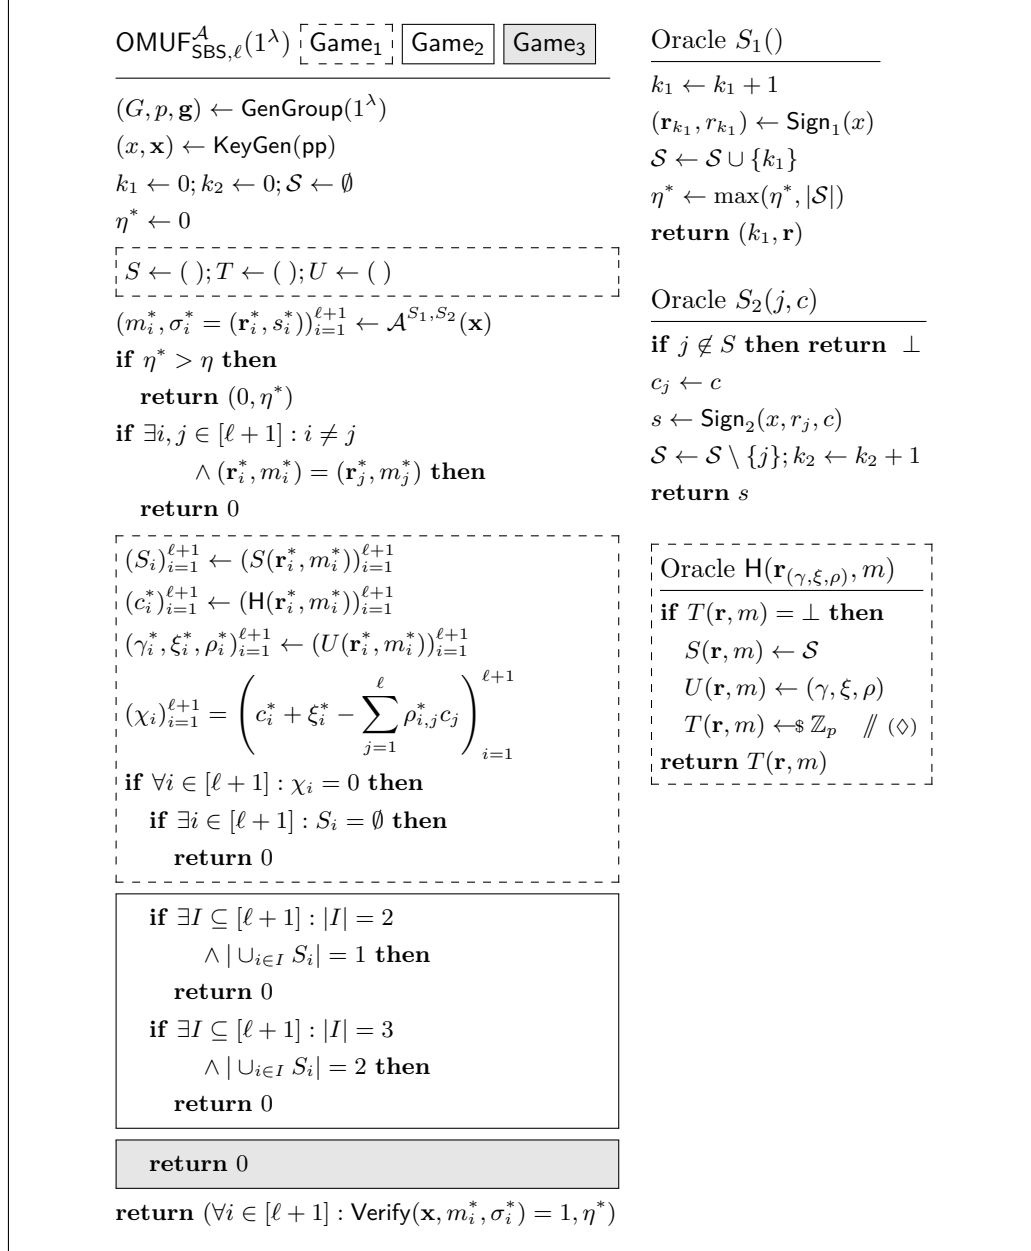 OMUF^𝒜_{SBS,ℓ}(1^λ) Game₁ Game₂ Game₃
(G, p, **g**) ← GenGroup(1^λ)
(x, **x**) ← KeyGen(pp)
k₁ ← 0; k₂ ← 0; 𝒮 ← ∅
η* ← 0
S ← ( ); T ← ( ); U ← ( )
(m*_i, σ*_i = (**r***_i, s*_i))^{ℓ+1}_{i=1} ← 𝒜^{S₁,S₂}(**x**)
**if** η* > η **then**
**return** (0, η*)
**if** ∃i, j ∈ [ℓ + 1] : i ≠ j
∧ (**r***_i, m*_i) = (**r***_j, m*_j) **then**
**return** 0
(S_i)^{ℓ+1}_{i=1} ← (S(**r***_i, m*_i))^{ℓ+1}_{i=1}
(c*_i)^{ℓ+1}_{i=1} ← (H(**r***_i, m*_i))^{ℓ+1}_{i=1}
(γ*_i, ξ*_i, ρ*_i)^{ℓ+1}_{i=1} ← (U(**r***_i, m*_i))^{ℓ+1}_{i=1}
(χ_i)^{ℓ+1}_{i=1} = (c*_i + ξ*_i − ∑^ℓ_{j=1} ρ*_{i,j} c_j)^{ℓ+1}_{i=1}
**if** ∀i ∈ [ℓ + 1] : χ_i = 0 **then**
**if** ∃i ∈ [ℓ + 1] : S_i = ∅ **then**
**return** 0
**if** ∃I ⊆ [ℓ + 1] : |I| = 2
∧ | ∪_{i∈I} S_i| = 1 **then**
**return** 0
**if** ∃I ⊆ [ℓ + 1] : |I| = 3
∧ | ∪_{i∈I} S_i| = 2 **then**
**return** 0
**return** 0
**return** (∀i ∈ [ℓ + 1] : Verify(**x**, m*_i, σ*_i) = 1, η*)
Oracle S₁()
k₁ ← k₁ + 1
(**r**_{k₁}, r_{k₁}) ← Sign₁(x)
𝒮 ← 𝒮 ∪ {k₁}
η* ← max(η*, |𝒮|)
**return** (k₁, **r**)
Oracle S₂(j, c)
**if** j ∉ S **then return** ⊥
c_j ← c
s ← Sign₂(x, r_j, c)
𝒮 ← 𝒮 \ {j}; k₂ ← k₂ + 1
**return** s
Oracle H(**r**_{(γ,ξ,ρ)}, m)
**if** T(**r**, m) = ⊥ **then**
S(**r**, m) ← 𝒮
U(**r**, m) ← (γ, ξ, ρ)
T(**r**, m) ←$ ℤ_p // (◊)
**return** T(**r**, m)